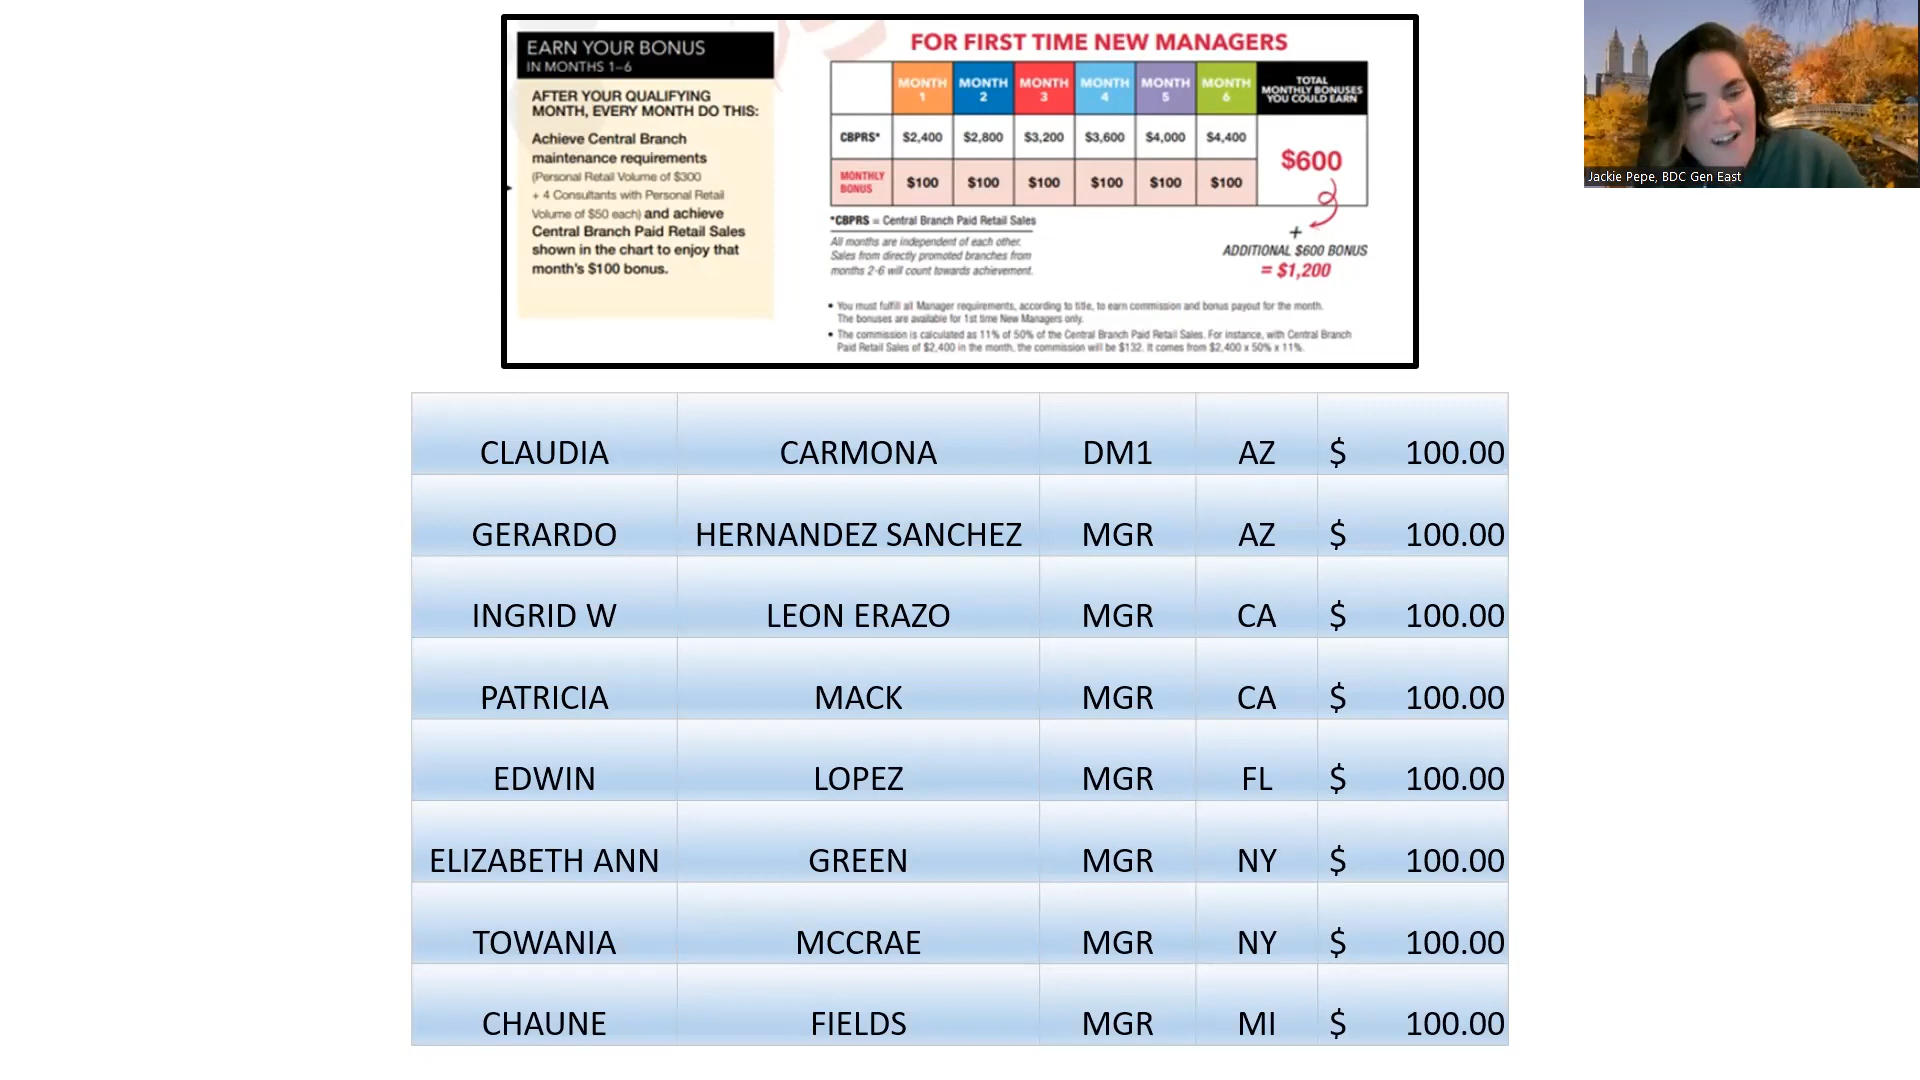 EARN YOUR BONUS
IN MONTHS 1–6
AFTER YOUR QUALIFYING
MONTH, EVERY MONTH DO THIS:
Achieve Central Branch
maintenance requirements
(Personal Retail Volume of $300
+ 4 Consultants with Personal Retail
Volume of $50 each) and achieve
Central Branch Paid Retail Sales
shown in the chart to enjoy that
month's $100 bonus.
FOR FIRST TIME NEW MANAGERS
MONTH 1 MONTH 2 MONTH 3 MONTH 4 MONTH 5 MONTH 6 TOTAL MONTHLY BONUSES YOU COULD EARN
CBPRS* $2,400 $2,800 $3,200 $3,600 $4,000 $4,400
MONTHLY BONUS $100 $100 $100 $100 $100 $100
$600
*CBPRS = Central Branch Paid Retail Sales
All months are independent of each other.
Sales from directly promoted branches from
months 2-6 will count towards achievement.
+
ADDITIONAL $600 BONUS
= $1,200
• You must fulfill all Manager requirements, according to title, to earn commission and bonus payout for the month.
The bonuses are available for 1st time New Managers only.
• The commission is calculated as 11% of 50% of the Central Branch Paid Retail Sales. For instance, with Central Branch
Paid Retail Sales of $2,400 in the month, the commission will be $132. It comes from $2,400 x 50% x 11%.
Jackie Pepe, BDC Gen East
CLAUDIA CARMONA DM1 AZ $ 100.00
GERARDO HERNANDEZ SANCHEZ MGR AZ $ 100.00
INGRID W LEON ERAZO MGR CA $ 100.00
PATRICIA MACK MGR CA $ 100.00
EDWIN LOPEZ MGR FL $ 100.00
ELIZABETH ANN GREEN MGR NY $ 100.00
TOWANIA MCCRAE MGR NY $ 100.00
CHAUNE FIELDS MGR MI $ 100.00